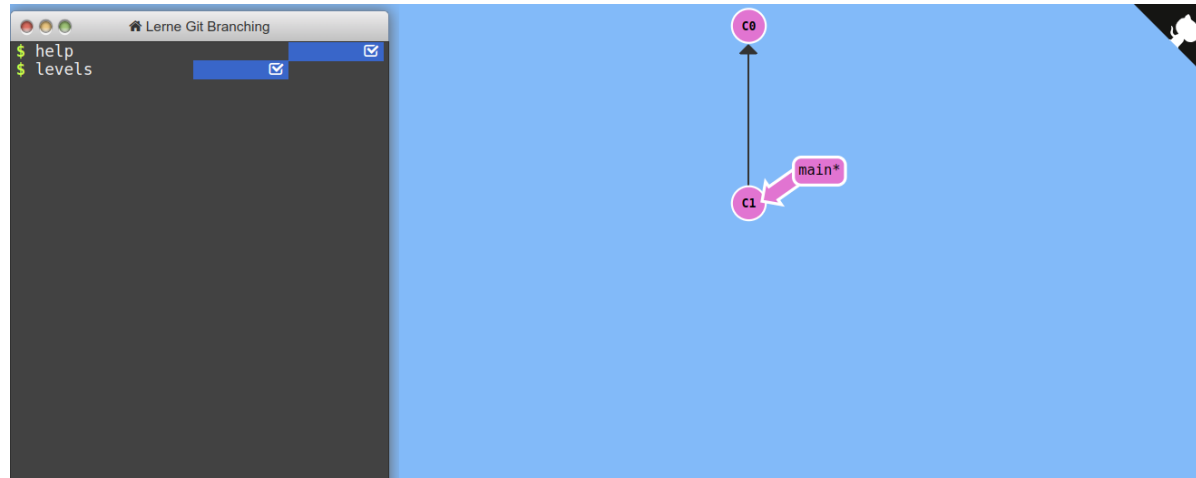 Lerne Git Branching
$ help
$ levels
C0
main*
C1